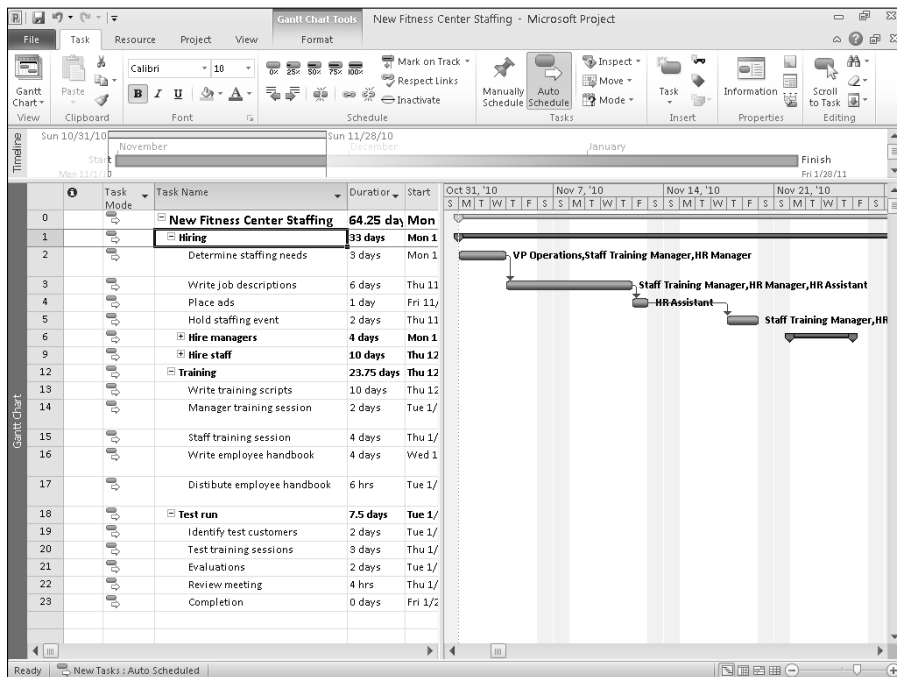 Gantt Chart Tools New Fitness Center Staffing - Microsoft Project
File Task Resource Project View Format
Gantt Chart
View
Paste
Clipboard
Calibri 10
B I U A
Font
0% 25% 50% 75% 100%
Mark on Track
Respect Links
Inactivate
Schedule
Manually Schedule
Auto Schedule
Inspect
Move
Mode
Tasks
Task
Insert
Information
Properties
Scroll to Task
Editing
Timeline
Sun 10/31/10 Sun 11/28/10
November December January
Start Finish
Mon 11/1/10 Fri 1/28/11
Task Mode Task Name Duration Start Oct 31, '10 Nov 7, '10 Nov 14, '10 Nov 21, '10
S M T W T F S S M T W T F S S M T W T F S S M T W T F S
0 New Fitness Center Staffing 64.25 day Mon
1 Hiring 33 days Mon 1
2 Determine staffing needs 3 days Mon 1 VP Operations,Staff Training Manager,HR Manager
3 Write job descriptions 6 days Thu 11 Staff Training Manager,HR Manager,HR Assistant
4 Place ads 1 day Fri 11/ HR Assistant
5 Hold staffing event 2 days Thu 11 Staff Training Manager,HR
6 Hire managers 4 days Mon 1
9 Hire staff 10 days Thu 12
12 Training 23.75 days Thu 12
13 Write training scripts 10 days Thu 12
14 Manager training session 2 days Tue 1/
15 Staff training session 4 days Thu 1/
16 Write employee handbook 4 days Wed 1
17 Distibute employee handbook 6 hrs Tue 1/
18 Test run 7.5 days Tue 1/
19 Identify test customers 2 days Tue 1/
20 Test training sessions 3 days Thu 1/
21 Evaluations 2 days Tue 1/
22 Review meeting 4 hrs Thu 1/
23 Completion 0 days Fri 1/2
Gantt Chart
Ready New Tasks : Auto Scheduled